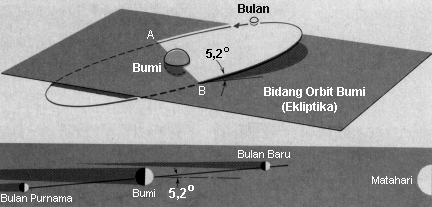 Bulan
A
5,2°
Bumi
B
Bidang Orbit Bumi
(Ekliptika)
Bulan Baru
Matahari
Bulan Purnama
Bumi
5,2°